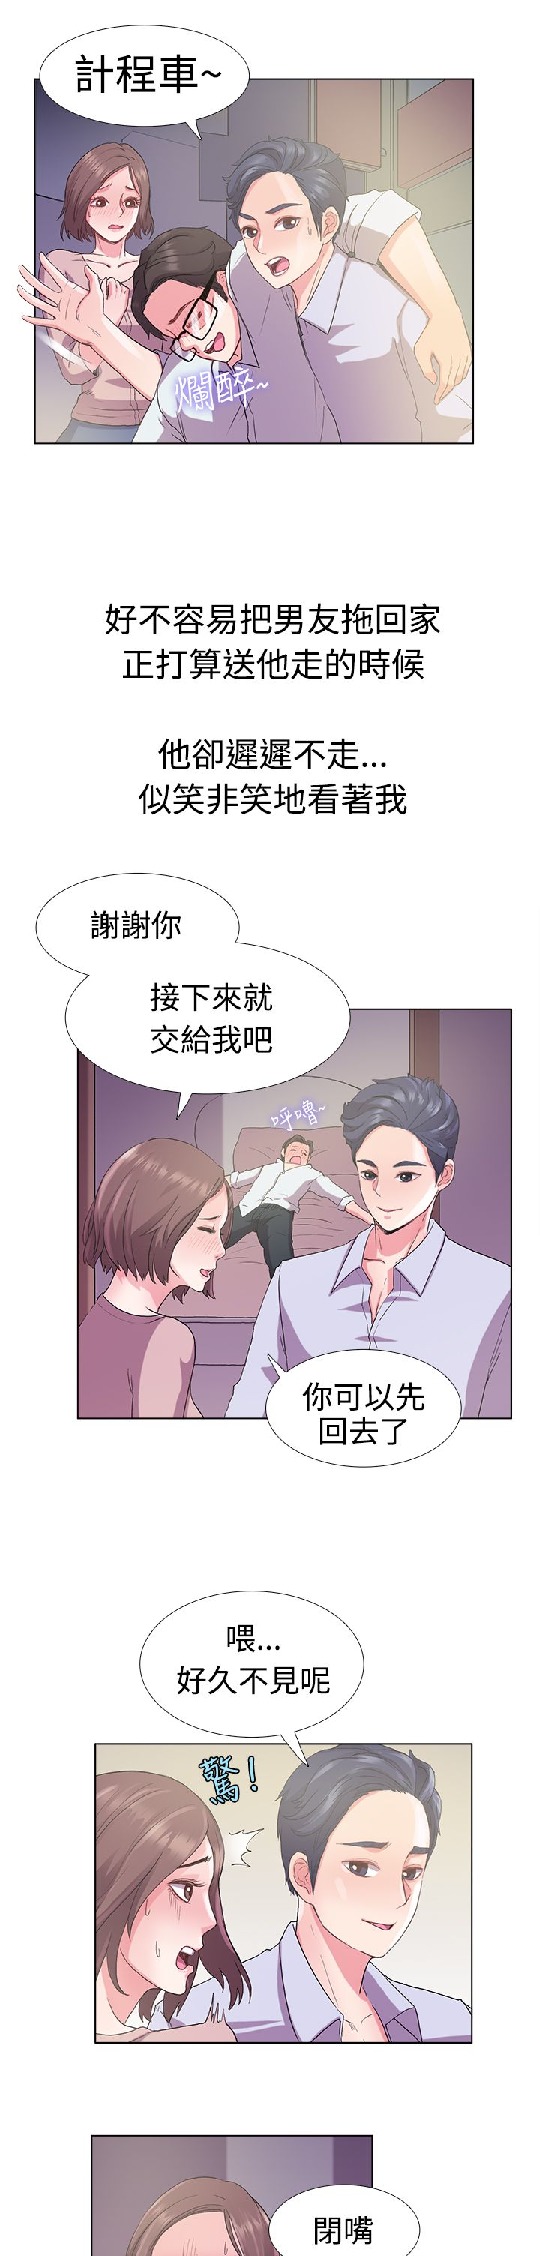 計程車~
爛醉~
好不容易把男友拖回家
正打算送他走的時候
他卻遲遲不走...
似笑非笑地看著我
謝謝你
接下來就
交給我吧
呼嚕~
你可以先
回去了
喂...
好久不見呢
驚！
閉嘴